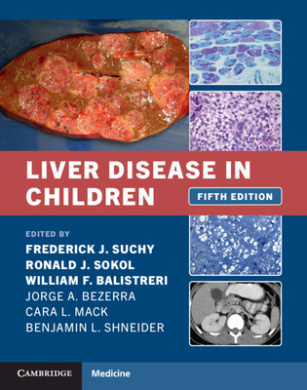 LIVER DISEASE IN
CHILDREN
FIFTH EDITION
EDITED BY
FREDERICK J. SUCHY
RONALD J. SOKOL
WILLIAM F. BALISTRERI
JORGE A. BEZERRA
CARA L. MACK
BENJAMIN L. SHNEIDER
CAMBRIDGE
Medicine